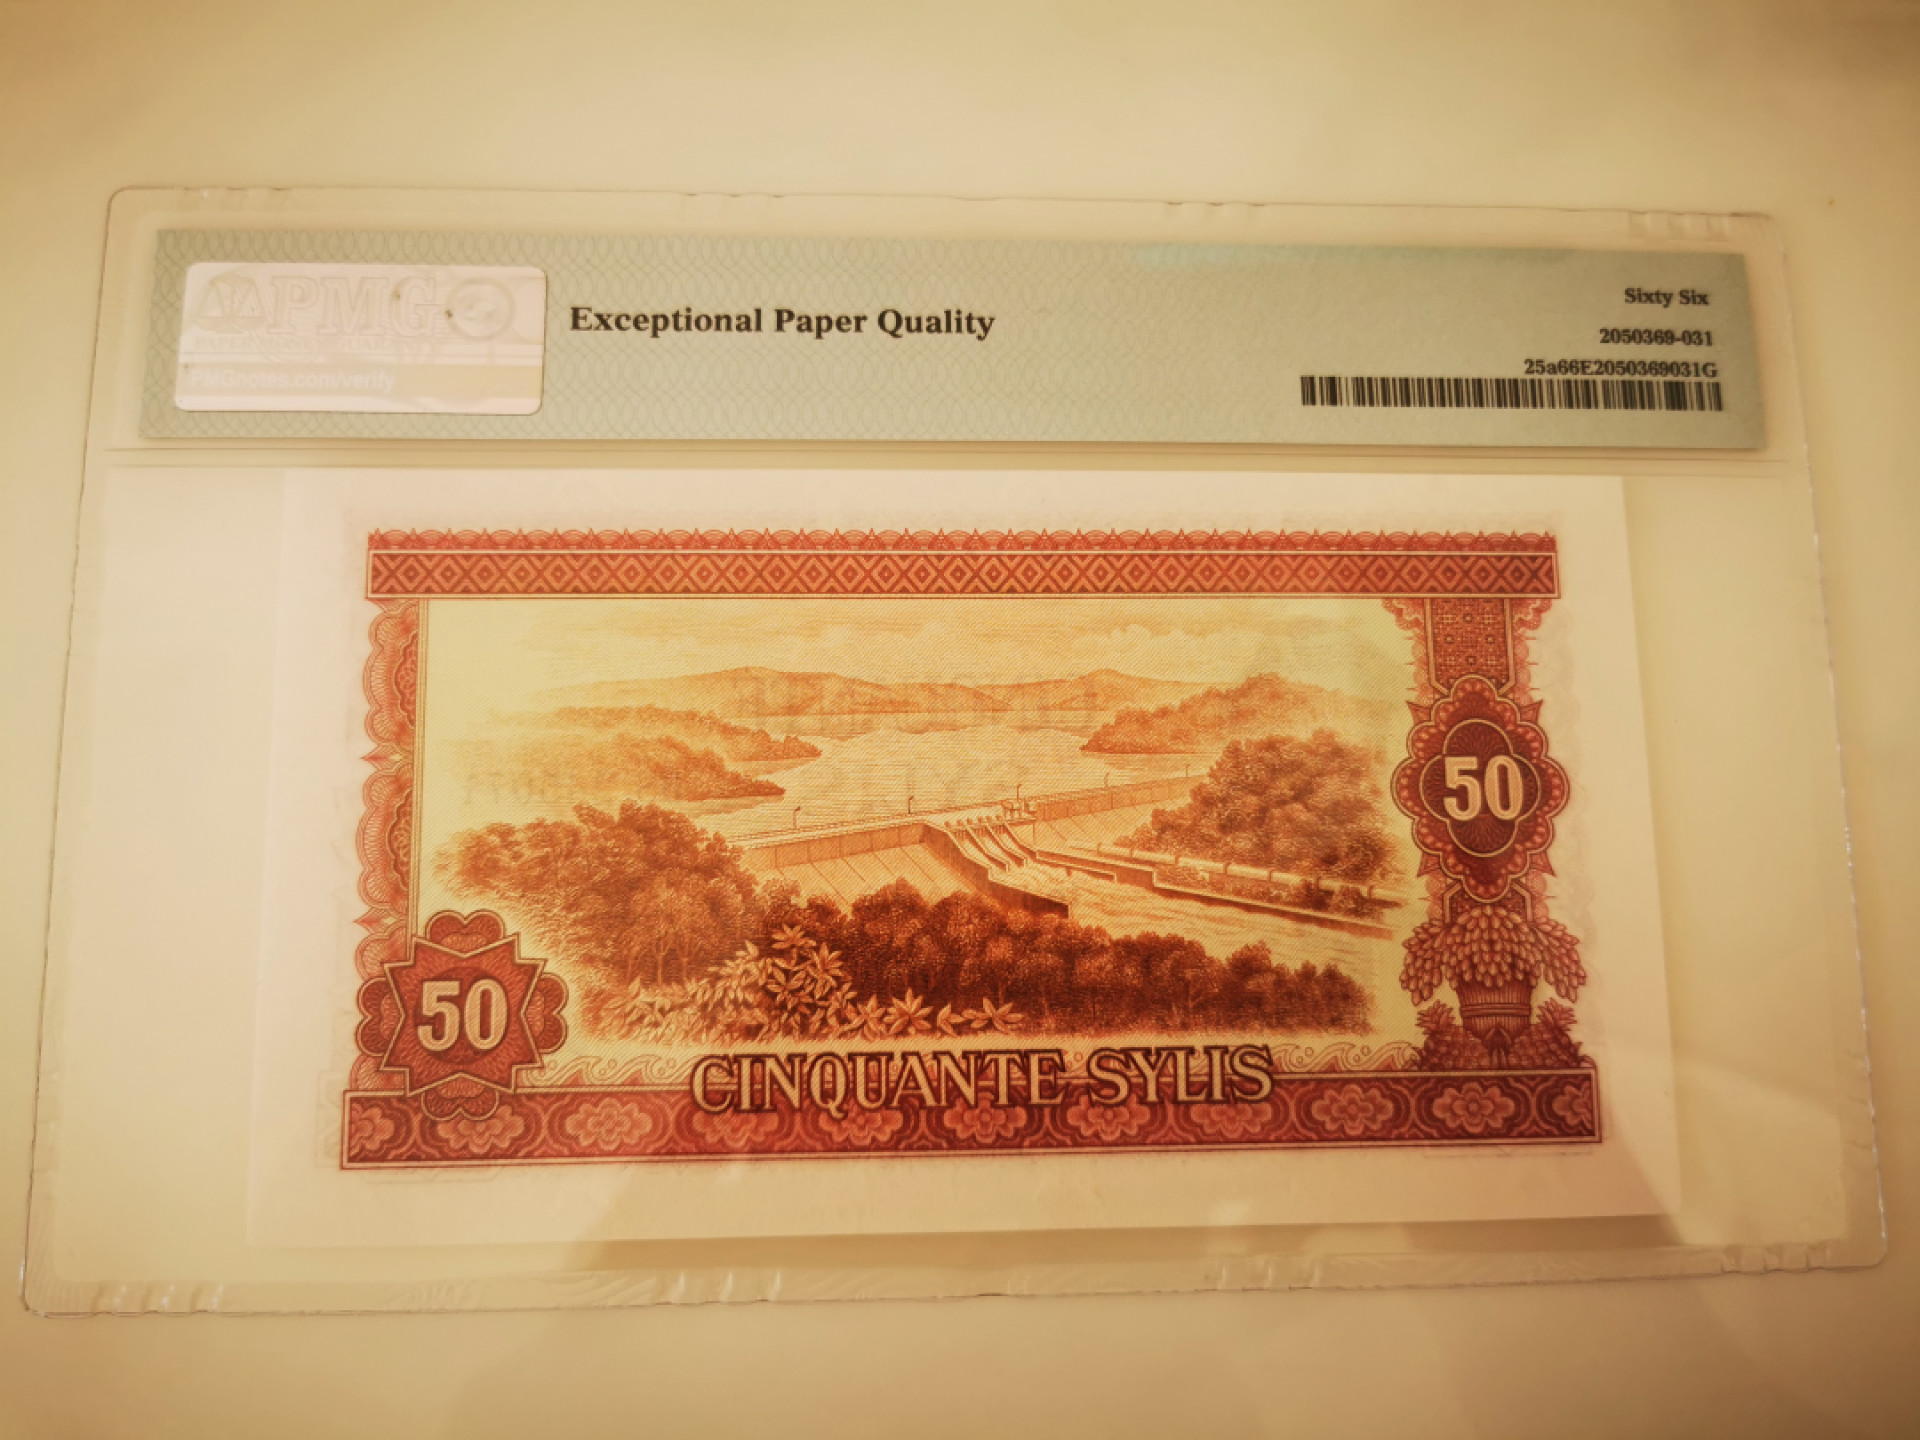 PMG
PMGnotes.com/verify
Exceptional Paper Quality
Sixty Six
2050369-031
25a66E2050369031G
50
50
CINQUANTE SYLIS